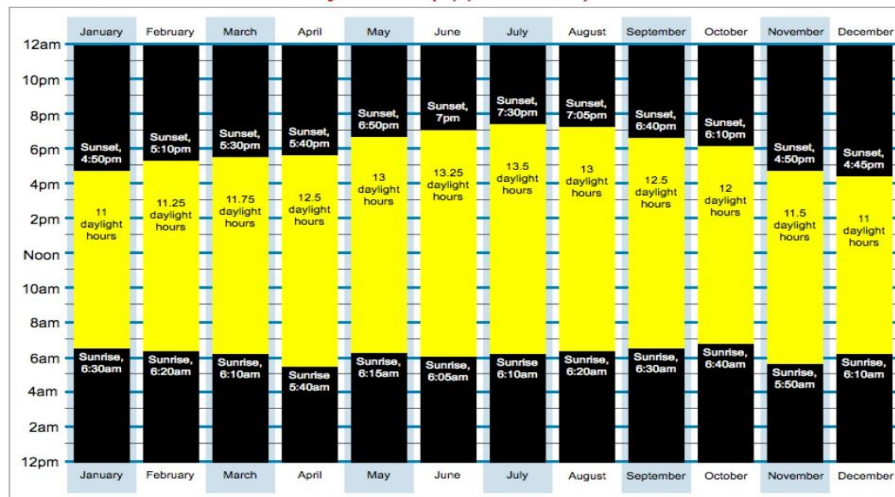 January February March April May June July August September October November December
12am
10pm
8pm
6pm
4pm
2pm
Noon
10am
8am
6am
4am
2am
12pm
Sunset,
4:50pm
11
daylight
hours
Sunrise,
6:30am
Sunset,
5:10pm
11.25
daylight
hours
Sunrise,
6:20am
Sunset,
5:30pm
11.75
daylight
hours
Sunrise,
6:10am
Sunset,
5:40pm
12.5
daylight
hours
Sunrise
5:40am
Sunset,
6:50pm
13
daylight
hours
Sunrise,
6:15am
Sunset,
7pm
13.25
daylight
hours
Sunrise,
6:05am
Sunset,
7:30pm
13.5
daylight
hours
Sunrise
6:10am
Sunset,
7:05pm
13
daylight
hours
Sunrise,
6:20am
Sunset,
6:40pm
12.5
daylight
hours
Sunrise,
6:30am
Sunset,
6:10pm
12
daylight
hours
Sunrise,
6:40am
Sunset,
4:50pm
11.5
daylight
hours
Sunrise,
5:50am
Sunset,
4:45pm
11
daylight
hours
Sunrise,
6:10am
January February March April May June July August September October November December